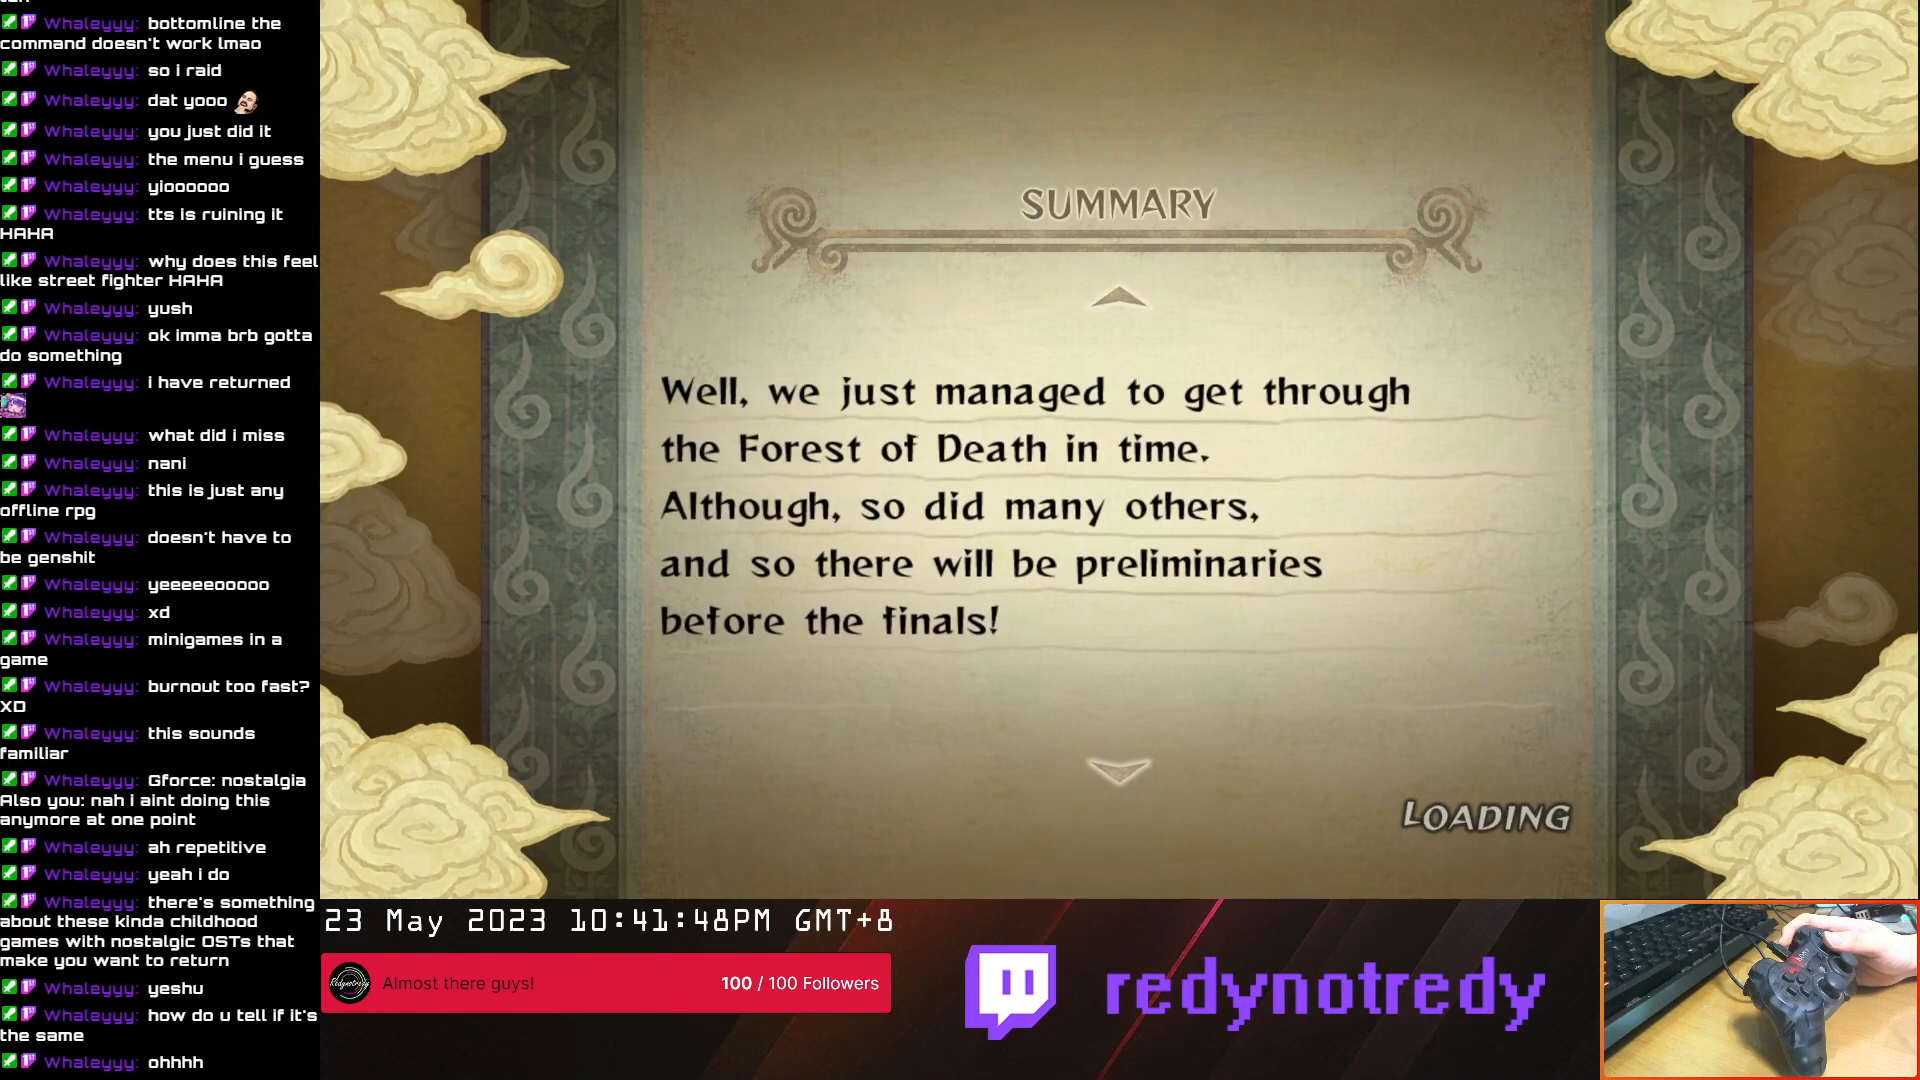 Whaleyyy: bottomline the
command doesn't work lmao
Whaleyyy: so i raid
Whaleyyy: dat yooo
Whaleyyy: you just did it
Whaleyyy: the menu i guess
Whaleyyy: yioooooo
Whaleyyy: tts is ruining it
HAHA
Whaleyyy: why does this feel
like street fighter HAHA
Whaleyyy: yush
Whaleyyy: ok imma brb gotta
do something
Whaleyyy: i have returned
Whaleyyy: what did i miss
Whaleyyy: nani
Whaleyyy: this is just any
offline rpg
Whaleyyy: doesn't have to
be genshit
Whaleyyy: yeeeeeooooo
Whaleyyy: xd
Whaleyyy: minigames in a
game
Whaleyyy: burnout too fast?
XD
Whaleyyy: this sounds
familiar
Whaleyyy: Gforce: nostalgia
Also you: nah i aint doing this
anymore at one point
Whaleyyy: ah repetitive
Whaleyyy: yeah i do
Whaleyyy: there's something
about these kinda childhood
games with nostalgic OSTs that
make you want to return
Whaleyyy: yeshu
Whaleyyy: how do u tell if it's
the same
Whaleyyy: ohhhh
SUMMARY
Well, we just managed to get through
the Forest of Death in time.
Although, so did many others,
and so there will be preliminaries
before the finals!
LOADING
23 May 2023 10:41:48PM GMT+8
Redynotredy
Almost there guys!
100 / 100 Followers
redynotredy